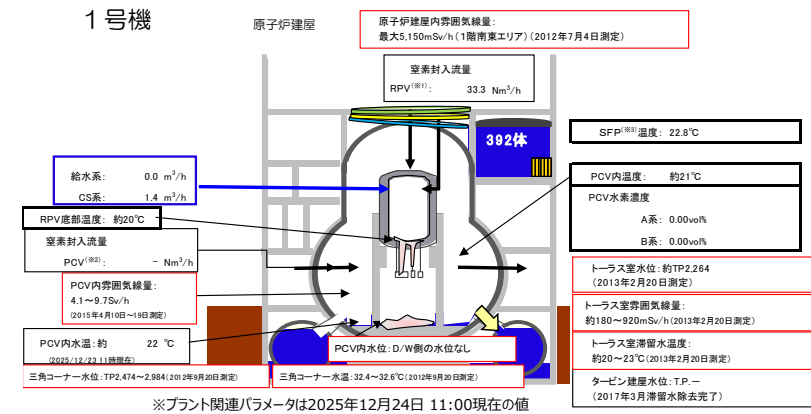 １号機
原子炉建屋
原子炉建屋内雰囲気線量：
最大5,150mSv/h（1階南東エリア）（2012年7月4日測定）
窒素封入流量
RPV(※1)： 33.3 Nm³/h
392体
SFP(※3)温度： 22.8℃
給水系： 0.0 m³/h
CS系： 1.4 m³/h
PCV内温度： 約21℃
PCV水素濃度
A系： 0.00vol%
B系： 0.00vol%
RPV底部温度： 約20℃
窒素封入流量
PCV(※2)： － Nm³/h
PCV内雰囲気線量：
4.1～9.7Sv/h
（2015年4月10日～19日測定）
トーラス室水位：約TP2,264
（2013年2月20日測定）
トーラス室雰囲気線量：
約180～920mSv/h（2013年2月20日測定）
PCV内水温：約 22 ℃
（2025/12/23 11時現在）
PCV内水位：D/W側の水位なし
トーラス室滞留水温度：
約20～23℃（2013年2月20日測定）
三角コーナー水位：TP2,474～2,984（2012年9月20日測定）
三角コーナー水温：32.4～32.6℃（2012年9月20日測定）
タービン建屋水位：T.P.－
（2017年3月滞留水除去完了）
※プラント関連パラメータは2025年12月24日 11:00現在の値